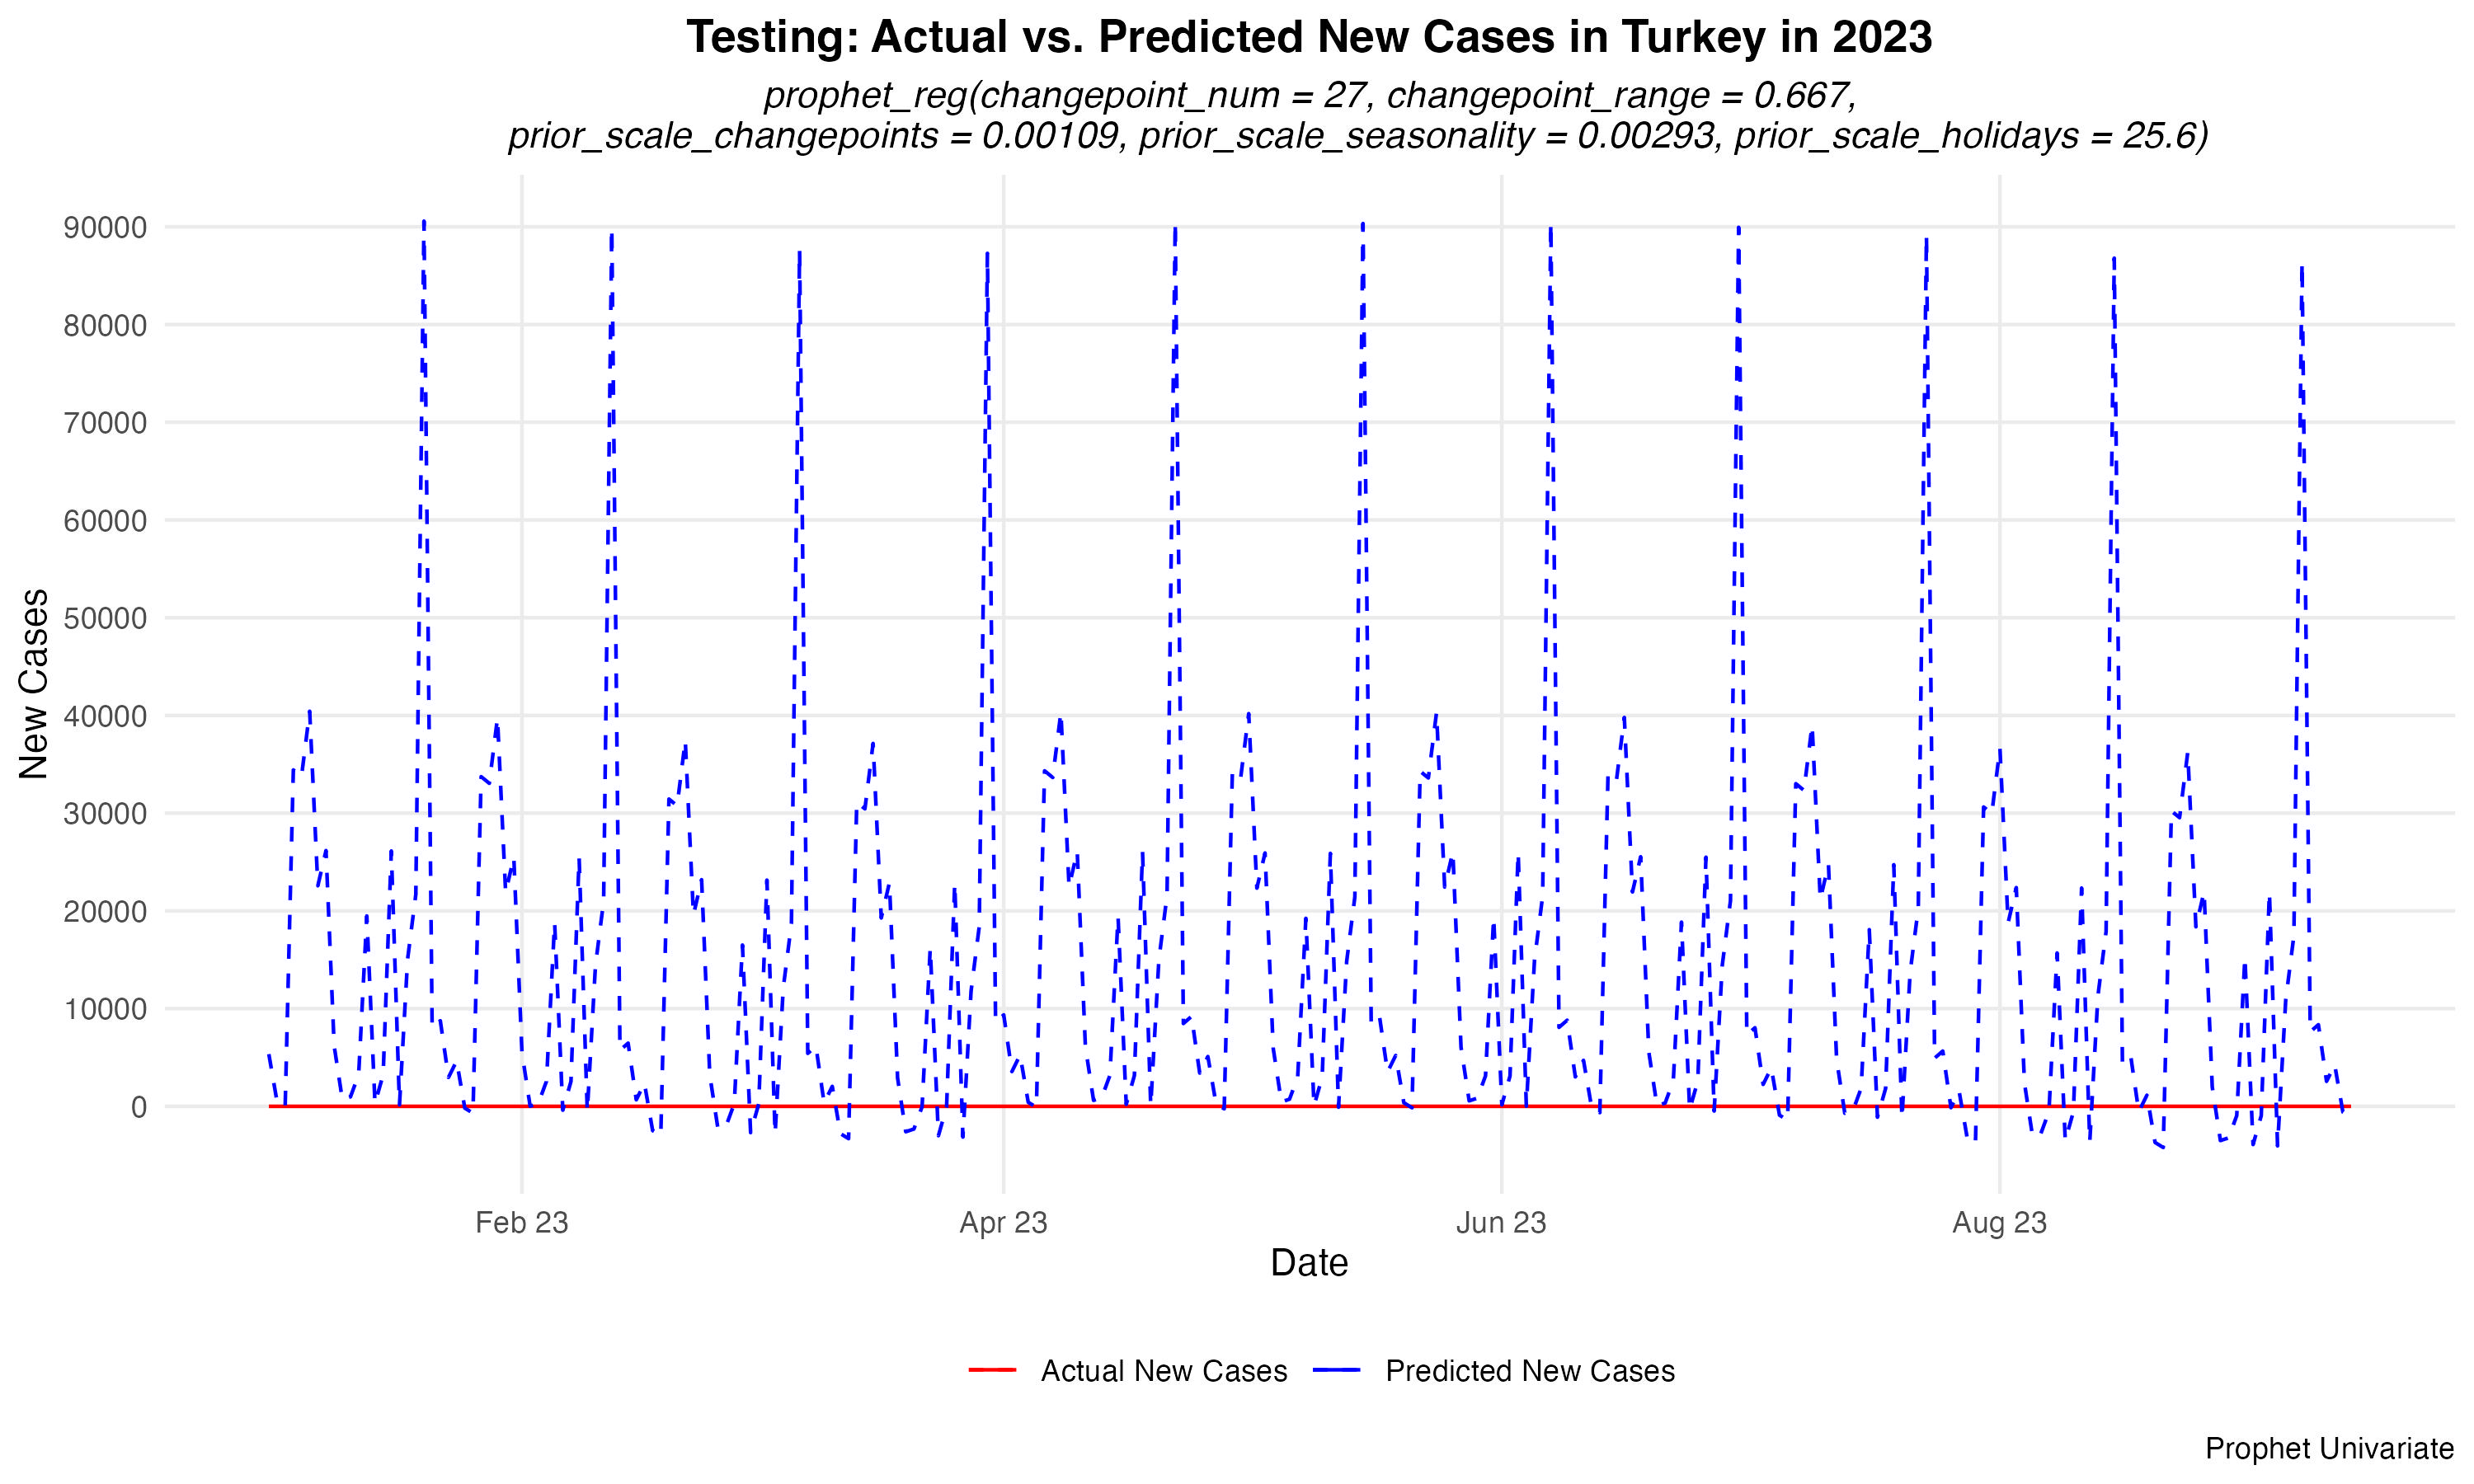 Testing: Actual vs. Predicted New Cases in Turkey in 2023
prophet_reg(changepoint_num = 27, changepoint_range = 0.667,
prior_scale_changepoints = 0.00109, prior_scale_seasonality = 0.00293, prior_scale_holidays = 25.6)
New Cases
90000
80000
70000
60000
50000
40000
30000
20000
10000
0
Feb 23 Apr 23 Jun 23 Aug 23
Date
Actual New Cases Predicted New Cases
Prophet Univariate